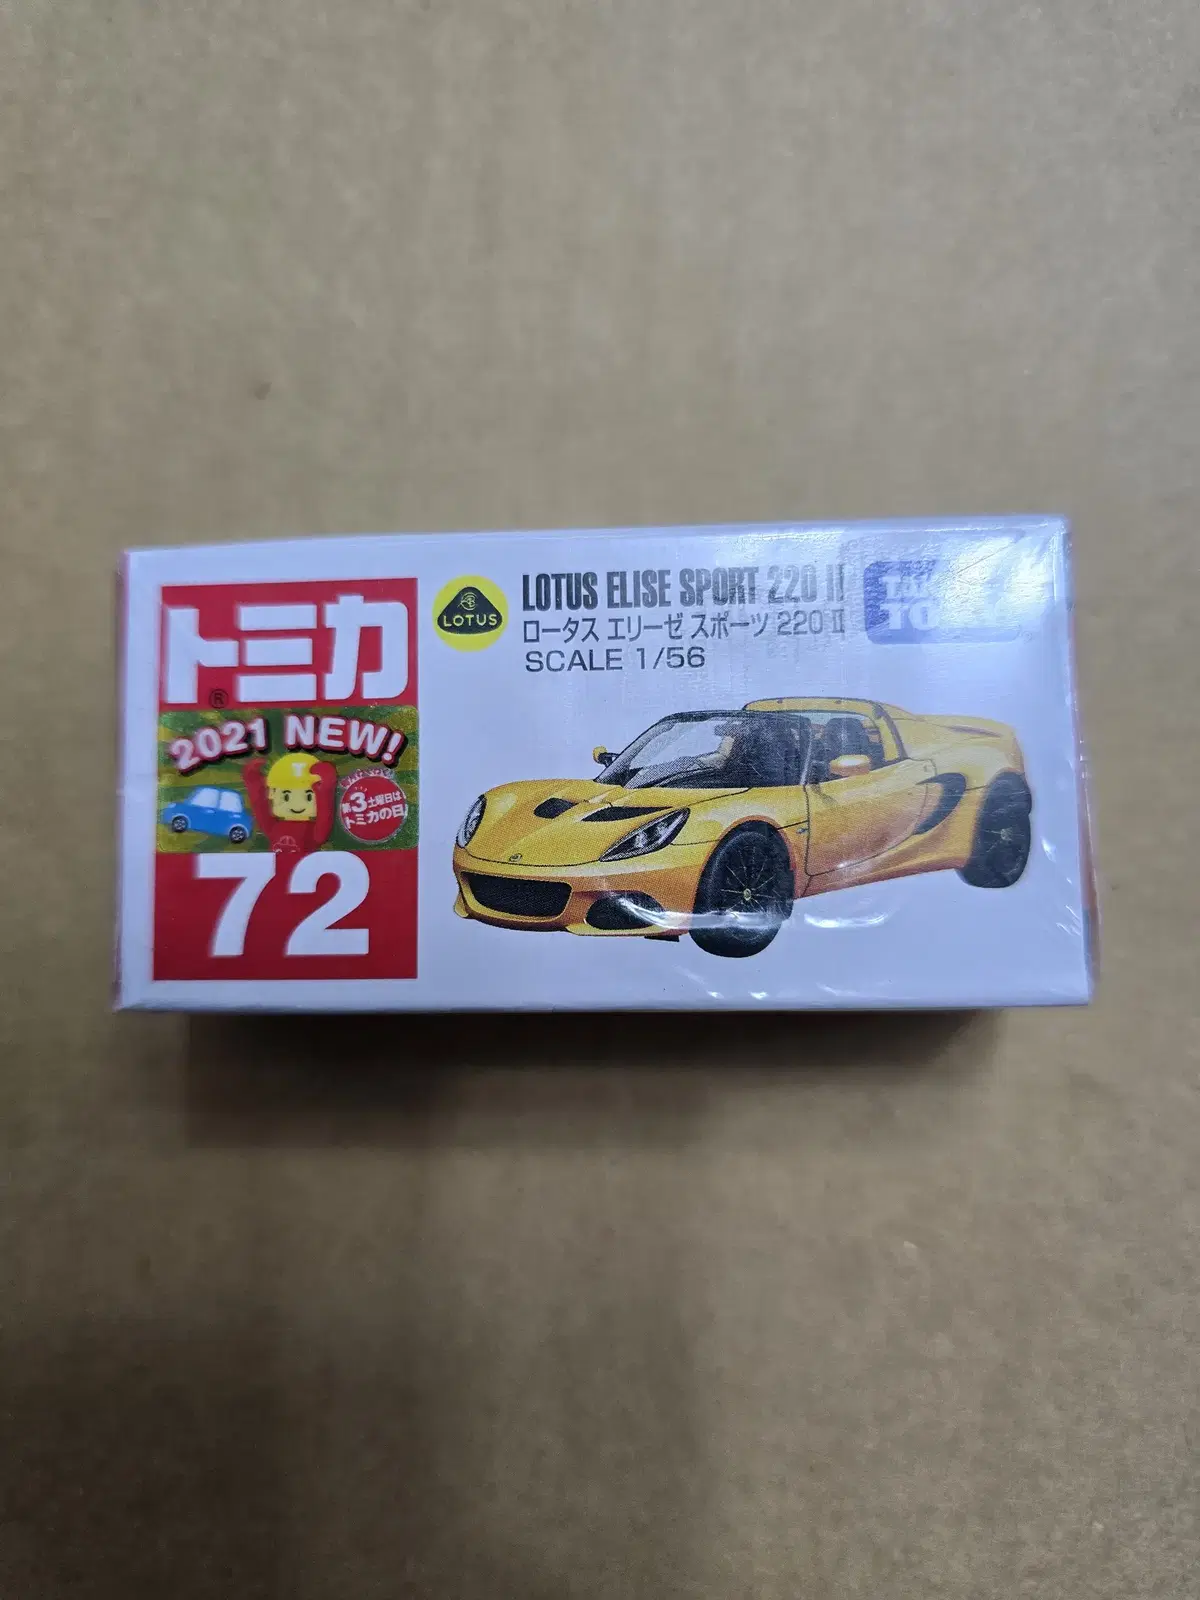 トミカ
®
2021 NEW!
第3土曜日は
トミカの日!
72
LOTUS
LOTUS ELISE SPORT 220 II
ロータス エリーゼ スポーツ 220 II
SCALE 1/56
TO